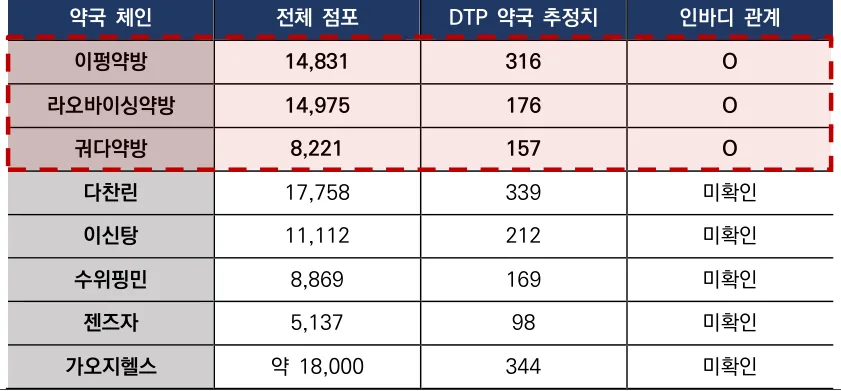 약국 체인 전체 점포 DTP 약국 추정치 인바디 관계
이펑약방 14,831 316 O
라오바이싱약방 14,975 176 O
궈다약방 8,221 157 O
다찬린 17,758 339 미확인
이신탕 11,112 212 미확인
수위핑민 8,869 169 미확인
젠즈자 5,137 98 미확인
가오지헬스 약 18,000 344 미확인